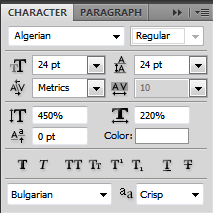 CHARACTER PARAGRAPH
Algerian Regular
24 pt 24 pt
Metrics 10
450% 220%
0 pt Color:
T T TT Tт T¹ T₁ T T
Bulgarian aa Crisp